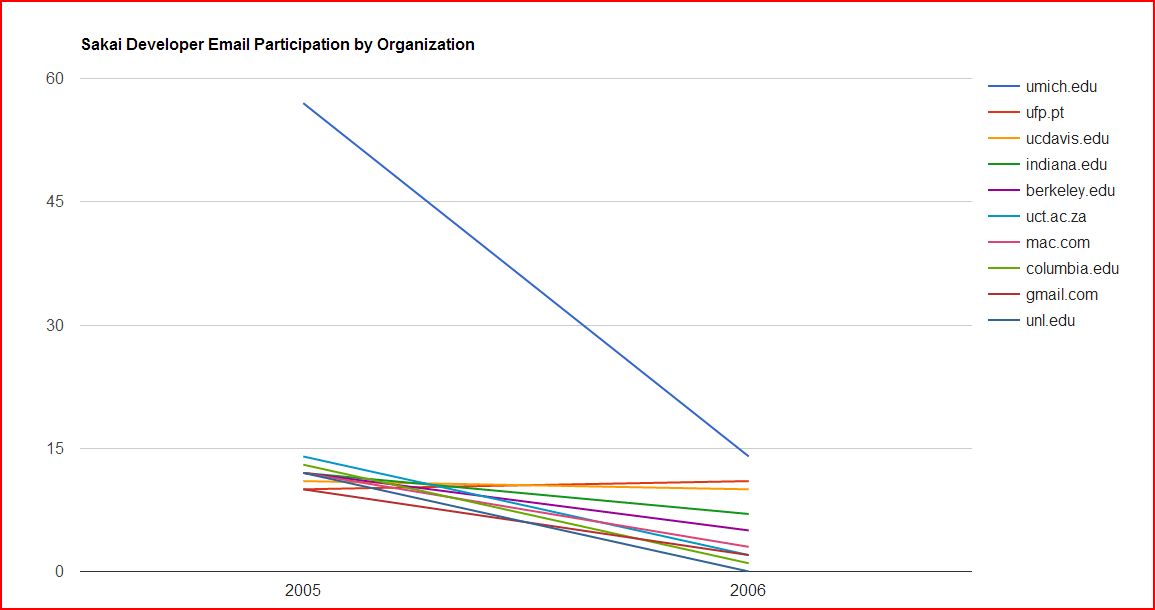 Sakai Developer Email Participation by Organization
60
45
30
15
0
2005
2006
umich.edu
ufp.pt
ucdavis.edu
indiana.edu
berkeley.edu
uct.ac.za
mac.com
columbia.edu
gmail.com
unl.edu